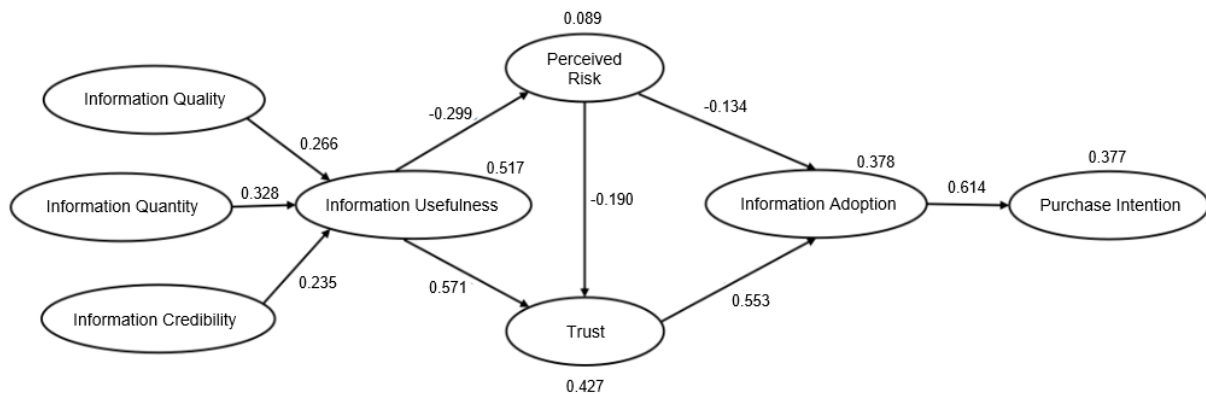 0.089
Perceived
Risk
Information Quality
-0.299
-0.134
0.266
0.517
0.378
0.377
0.328
0.614
Information Quantity
Information Usefulness
-0.190
Information Adoption
Purchase Intention
0.235
0.571
0.553
Information Credibility
Trust
0.427